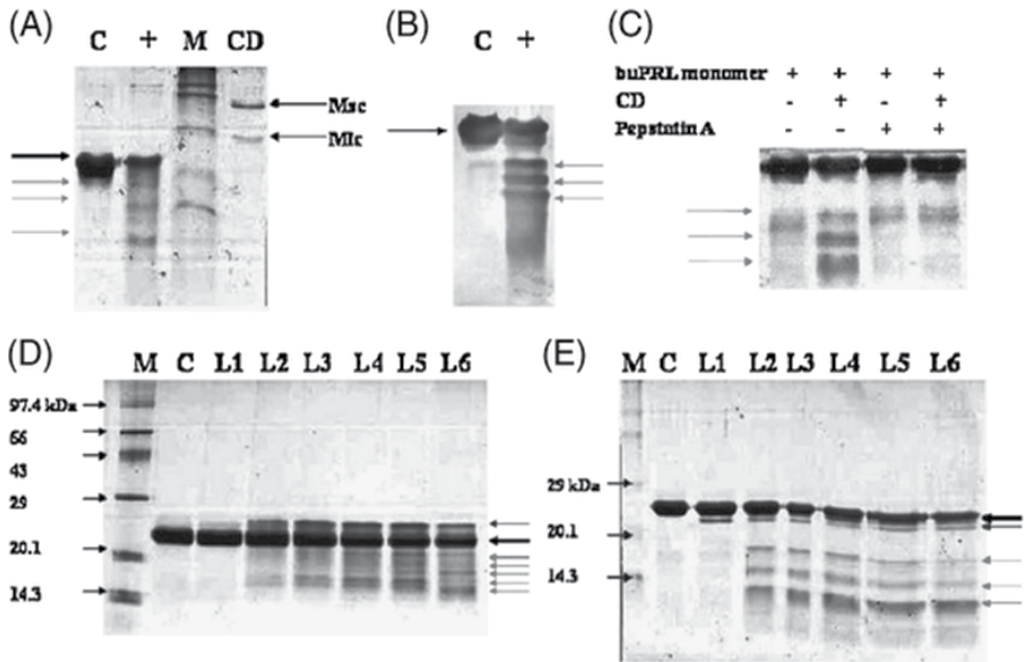 (A)
C + M CD
Msc
Mlc
(B)
C +
(C)
buPRL monomer + + + +
CD - + - +
Pepstatin A - - + +
(D)
M C L1 L2 L3 L4 L5 L6
97.4 kDa
66
43
29
20.1
14.3
(E)
M C L1 L2 L3 L4 L5 L6
29 kDa
20.1
14.3